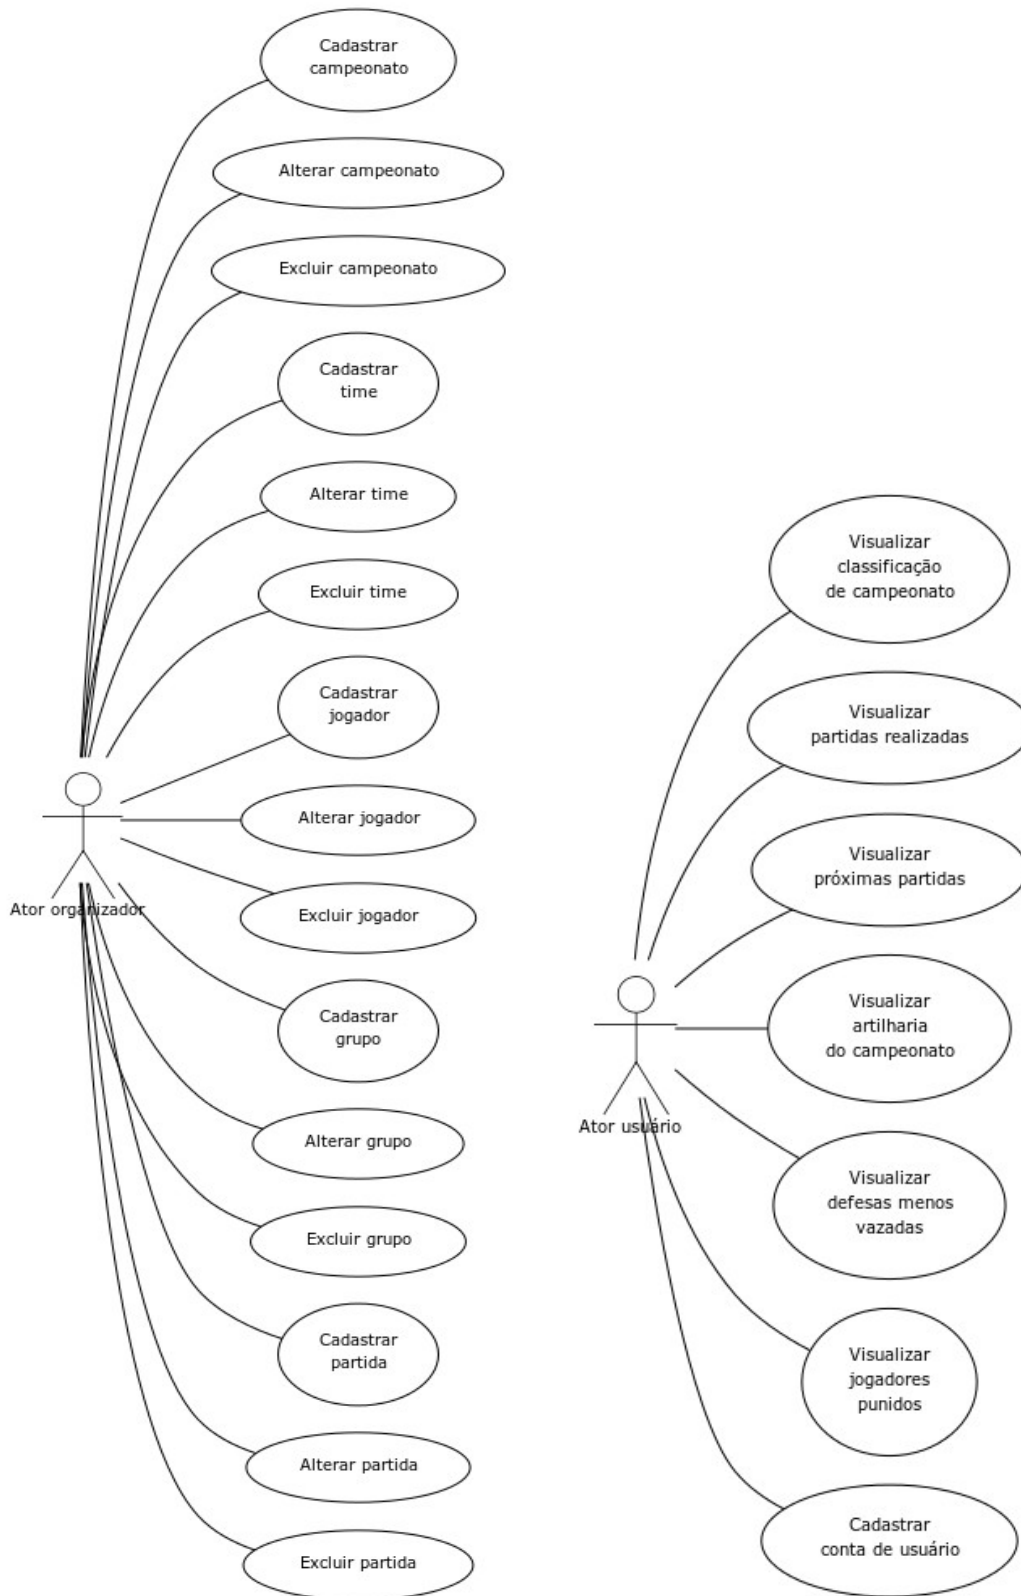 Cadastrar
campeonato
Alterar campeonato
Excluir campeonato
Cadastrar
time
Alterar time
Excluir time
Cadastrar
jogador
Alterar jogador
Excluir jogador
Ator organizador
Cadastrar
grupo
Alterar grupo
Excluir grupo
Cadastrar
partida
Alterar partida
Excluir partida
Visualizar
classificação
de campeonato
Visualizar
partidas realizadas
Visualizar
próximas partidas
Visualizar
artilharia
do campeonato
Ator usuário
Visualizar
defesas menos
vazadas
Visualizar
jogadores
punidos
Cadastrar
conta de usuário